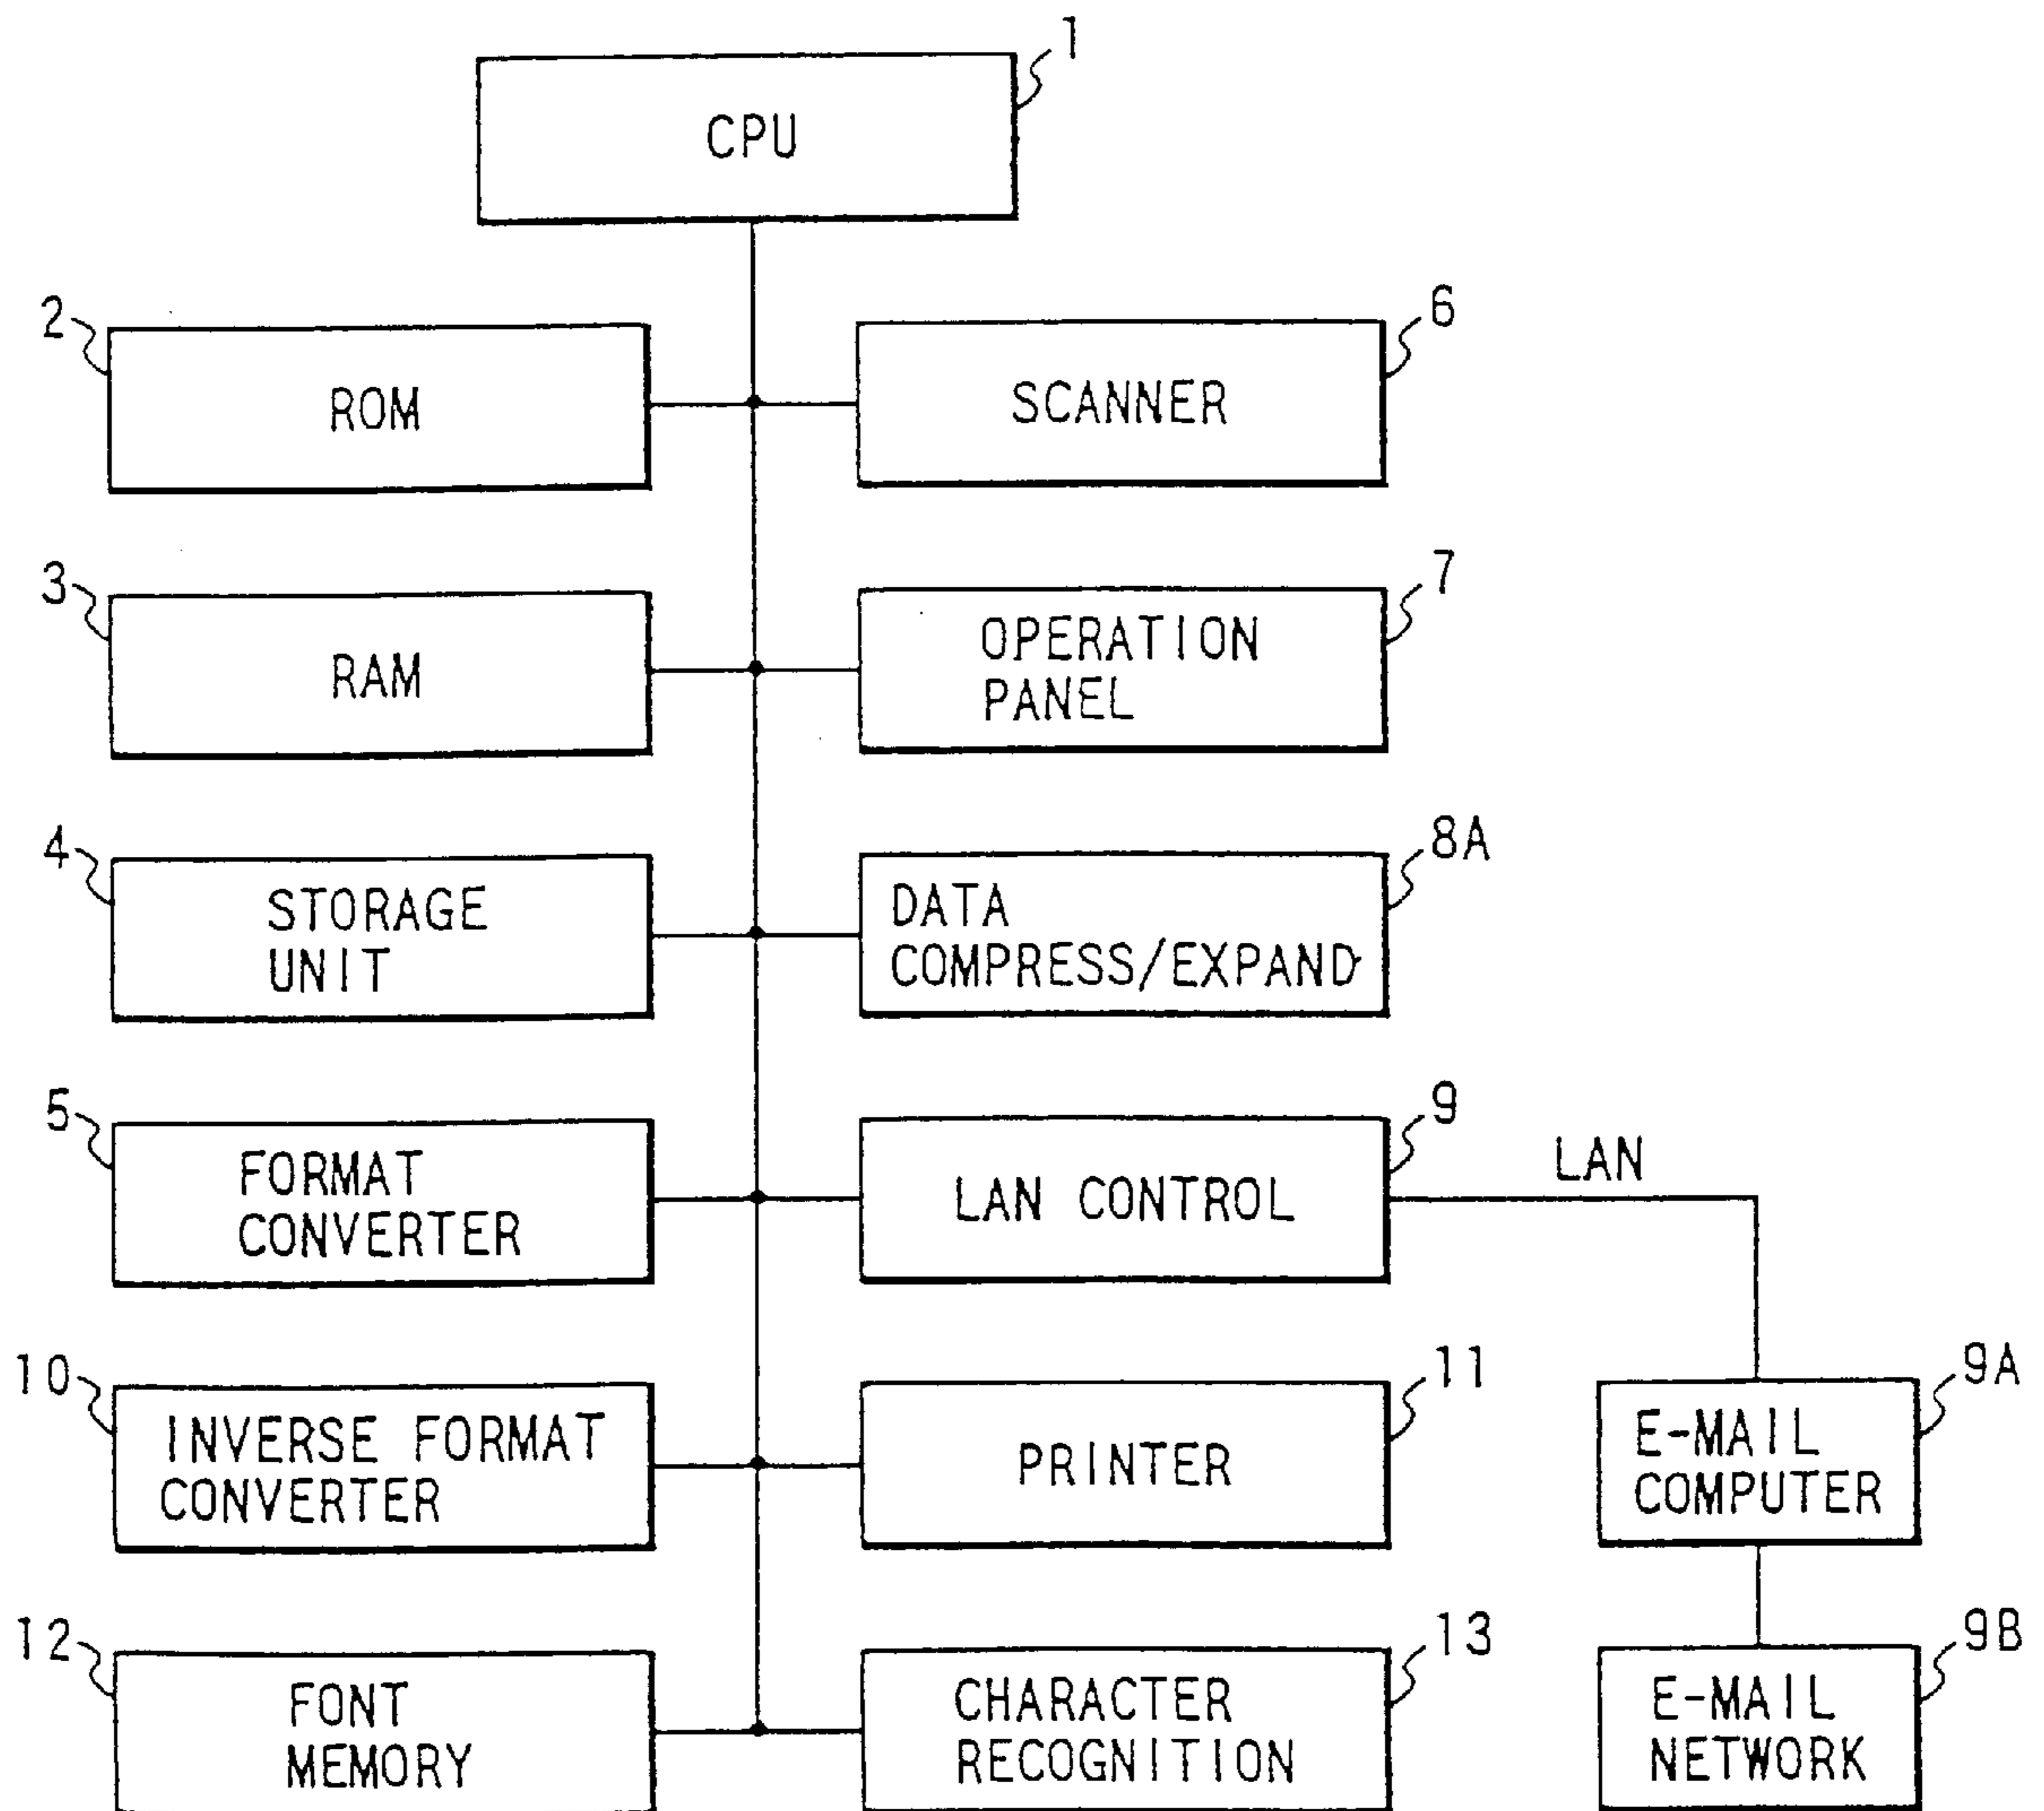 1
CPU
2
ROM
6
SCANNER
3
RAM
7
OPERATION
PANEL
4
STORAGE
UNIT
8A
DATA
COMPRESS/EXPAND
5
FORMAT
CONVERTER
9
LAN CONTROL
LAN
10
INVERSE FORMAT
CONVERTER
11
PRINTER
9A
E-MAIL
COMPUTER
12
FONT
MEMORY
13
CHARACTER
RECOGNITION
9B
E-MAIL
NETWORK